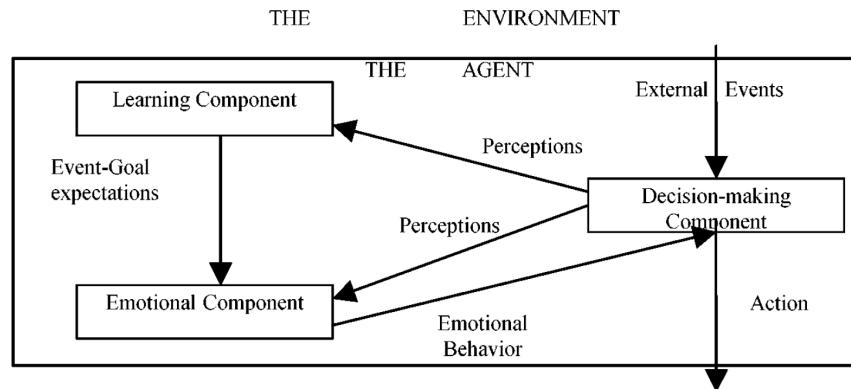 THE ENVIRONMENT
THE AGENT
Learning Component
External Events
Perceptions
Event-Goal
expectations
Decision-making
Component
Perceptions
Emotional Component
Action
Emotional
Behavior